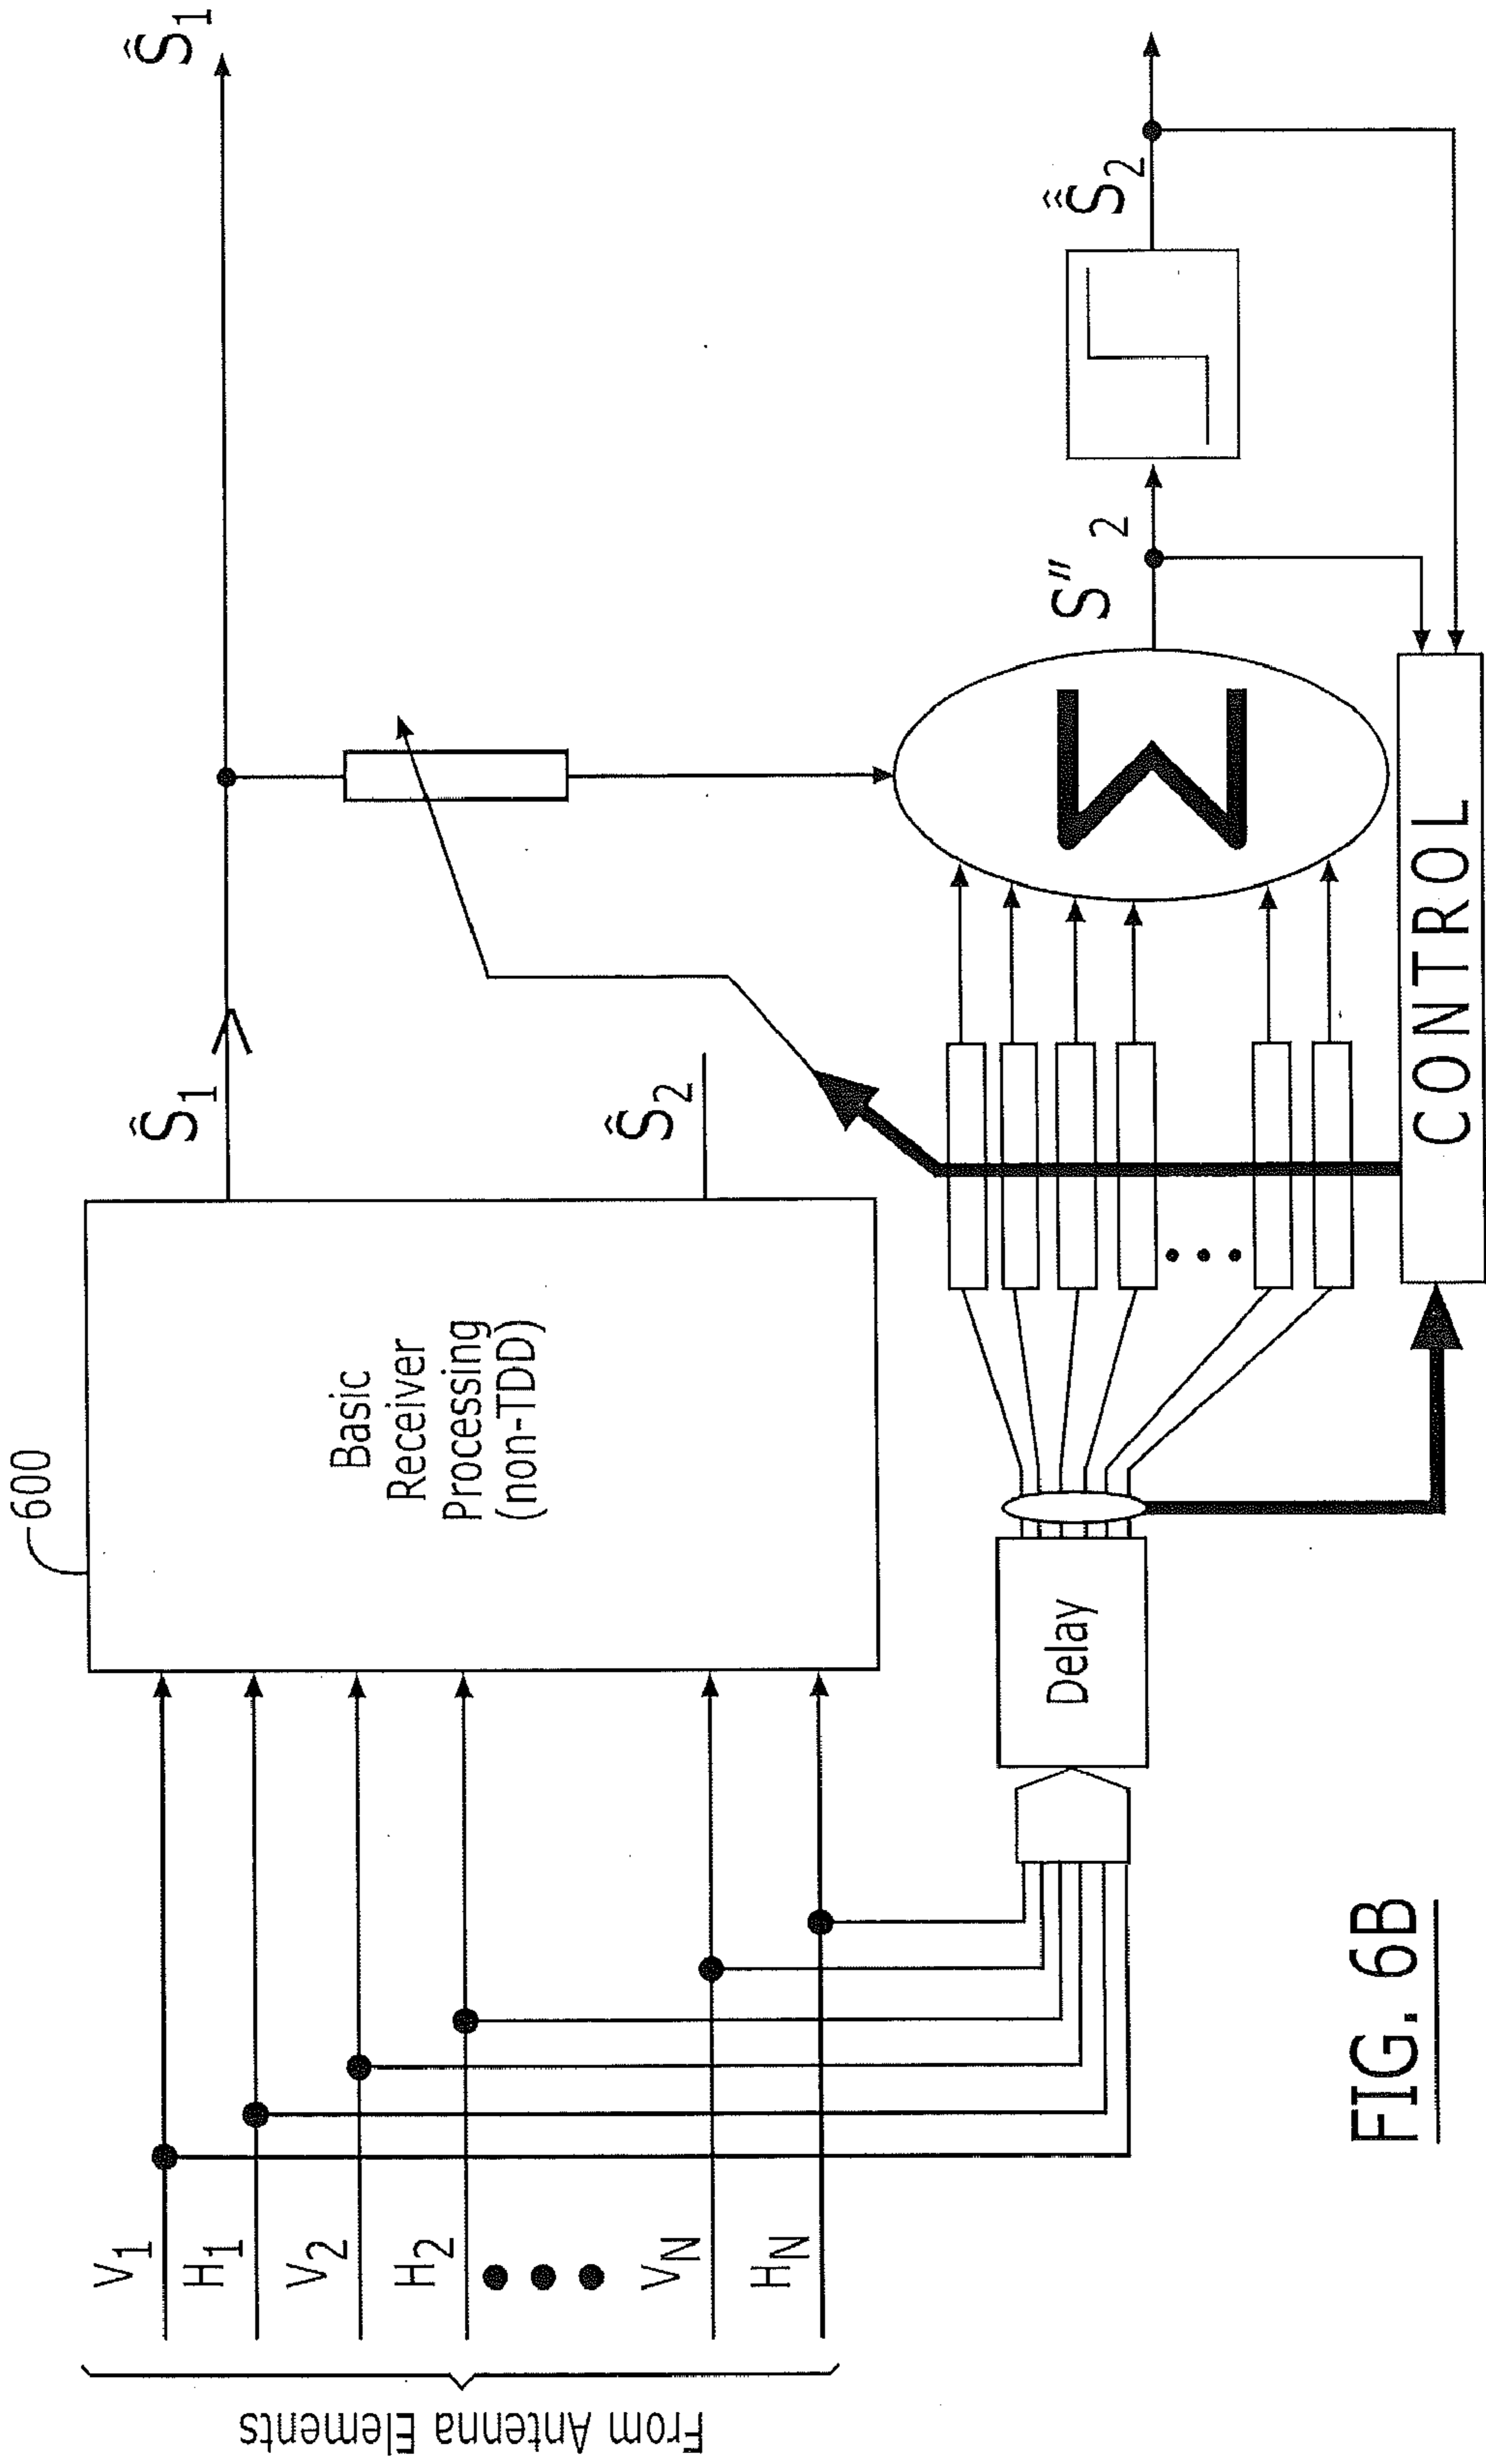 From Antenna Elements
V1
H1
V2
H2
VN
HN
600
Basic
Receiver
Processing
(non-TDD)
Ŝ1
Ŝ2
Ŝ1
Delay
Σ
S″2
Ŝ̂2
CONTROL
FIG. 6B